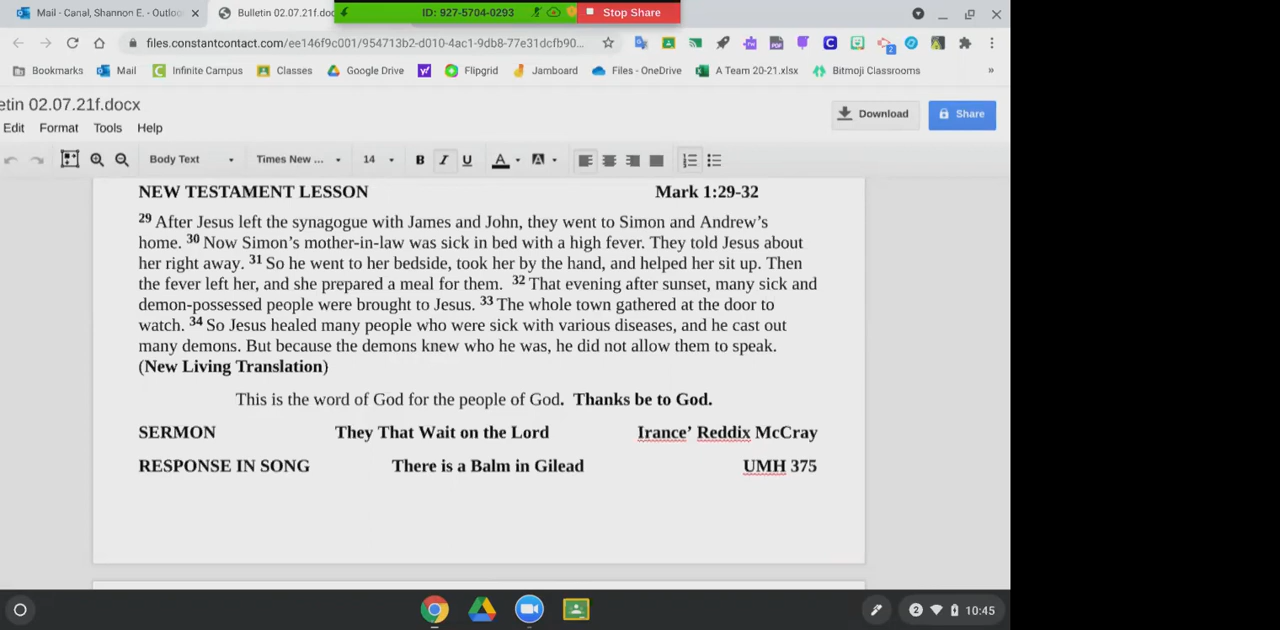 Mail - Canal, Shannon E. - Outlo
Bulletin 02.07.21f.doc
ID: 927-5704-0293
Stop Share
files.constantcontact.com/ee146f9c001/954713b2-d010-4ac1-9db8-77e31dcfb90...
Bookmarks Mail Infinite Campus Classes Google Drive Flipgrid Jamboard Files - OneDrive A Team 20-21.xlsx Bitmoji Classrooms »
etin 02.07.21f.docx
Download Share
Edit Format Tools Help
Body Text Times New ... 14 B I U A A
NEW TESTAMENT LESSON Mark 1:29-32
29 After Jesus left the synagogue with James and John, they went to Simon and Andrew’s
home. 30 Now Simon’s mother-in-law was sick in bed with a high fever. They told Jesus about
her right away. 31 So he went to her bedside, took her by the hand, and helped her sit up. Then
the fever left her, and she prepared a meal for them. 32 That evening after sunset, many sick and
demon-possessed people were brought to Jesus. 33 The whole town gathered at the door to
watch. 34 So Jesus healed many people who were sick with various diseases, and he cast out
many demons. But because the demons knew who he was, he did not allow them to speak.
(New Living Translation)
This is the word of God for the people of God. Thanks be to God.
SERMON They That Wait on the Lord Irance’ Reddix McCray
RESPONSE IN SONG There is a Balm in Gilead UMH 375
2 10:45